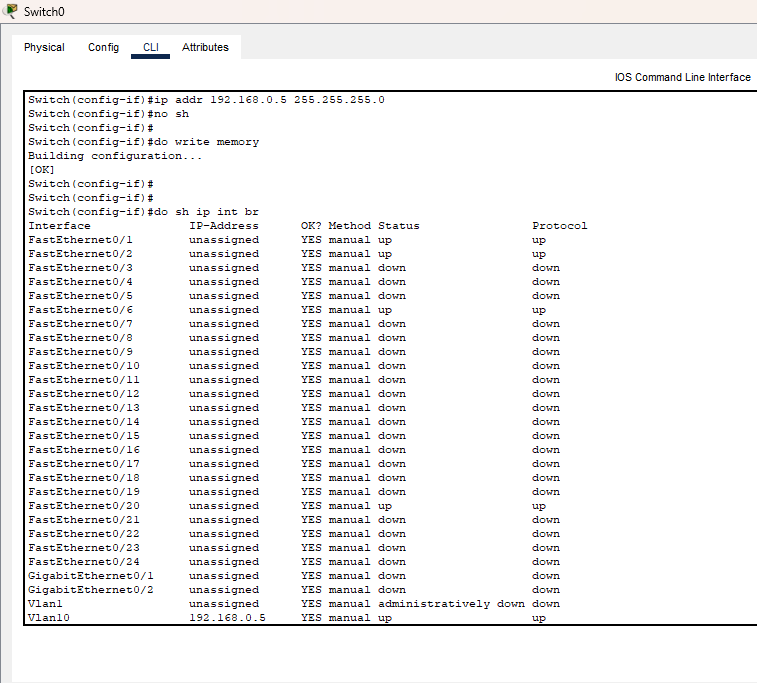 Switch0
Physical Config CLI Attributes
IOS Command Line Interface
Switch(config-if)#ip addr 192.168.0.5 255.255.255.0
Switch(config-if)#no sh
Switch(config-if)#
Switch(config-if)#do write memory
Building configuration...
[OK]
Switch(config-if)#
Switch(config-if)#
Switch(config-if)#do sh ip int br
Interface IP-Address OK? Method Status Protocol
FastEthernet0/1 unassigned YES manual up up
FastEthernet0/2 unassigned YES manual up up
FastEthernet0/3 unassigned YES manual down down
FastEthernet0/4 unassigned YES manual down down
FastEthernet0/5 unassigned YES manual down down
FastEthernet0/6 unassigned YES manual up up
FastEthernet0/7 unassigned YES manual down down
FastEthernet0/8 unassigned YES manual down down
FastEthernet0/9 unassigned YES manual down down
FastEthernet0/10 unassigned YES manual down down
FastEthernet0/11 unassigned YES manual down down
FastEthernet0/12 unassigned YES manual down down
FastEthernet0/13 unassigned YES manual down down
FastEthernet0/14 unassigned YES manual down down
FastEthernet0/15 unassigned YES manual down down
FastEthernet0/16 unassigned YES manual down down
FastEthernet0/17 unassigned YES manual down down
FastEthernet0/18 unassigned YES manual down down
FastEthernet0/19 unassigned YES manual down down
FastEthernet0/20 unassigned YES manual up up
FastEthernet0/21 unassigned YES manual down down
FastEthernet0/22 unassigned YES manual down down
FastEthernet0/23 unassigned YES manual down down
FastEthernet0/24 unassigned YES manual down down
GigabitEthernet0/1 unassigned YES manual down down
GigabitEthernet0/2 unassigned YES manual down down
Vlan1 unassigned YES manual administratively down down
Vlan10 192.168.0.5 YES manual up up